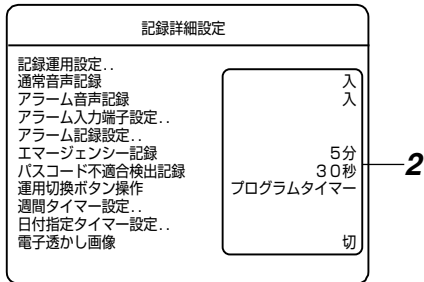 記録詳細設定
記録運用設定..
通常音声記録 入
アラーム音声記録 入
アラーム入力端子設定..
アラーム記録設定..
エマージェンシー記録 5分
パスコード不適合検出記録 30秒
運用切換ボタン操作 プログラムタイマー
週間タイマー設定..
日付指定タイマー設定..
電子透かし画像 切
2